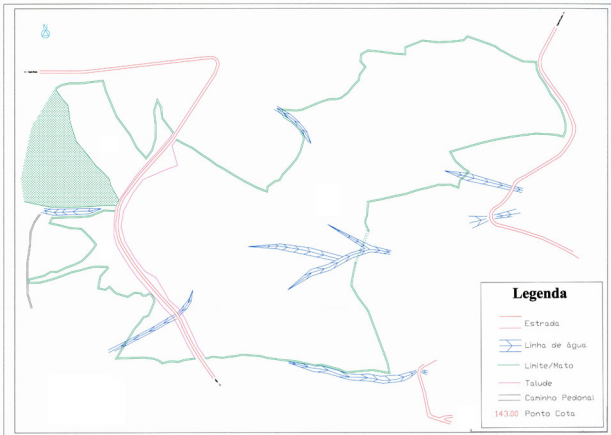 N
Legenda
Estrada
Linha de água
Limite/Mato
Talude
Caminho Pedonal
143.00 Ponto Cota